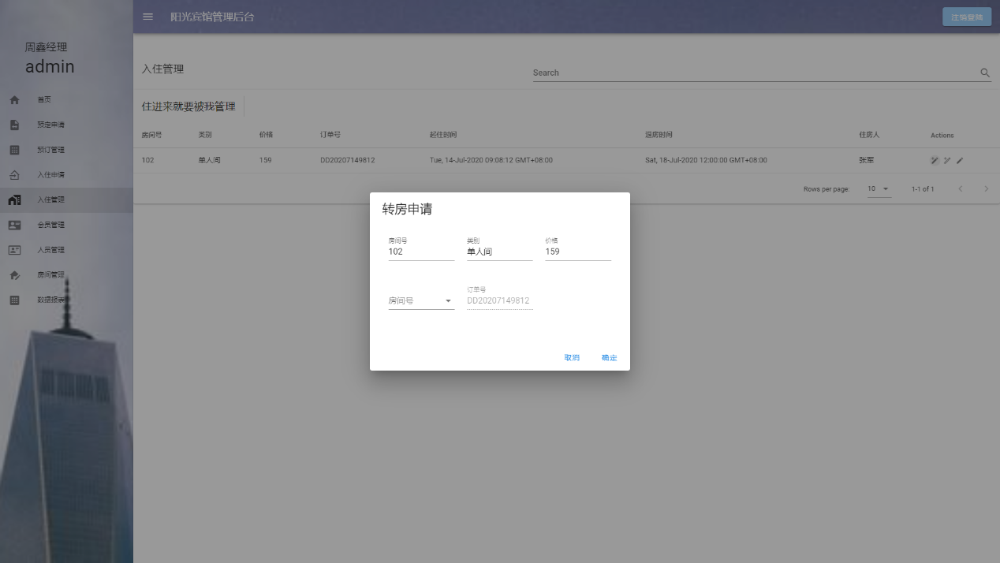 阳光宾馆管理后台
注销登陆
周鑫经理
admin
首页
预定申请
预订管理
入住申请
入住管理
会员管理
人员管理
房间管理
数据报表
入住管理
Search
住进来就要被我管理
房间号 类别 价格 订单号 起住时间 退房时间 住房人 Actions
102 单人间 159 DD20207149812 Tue, 14-Jul-2020 09:08:12 GMT+08:00 Sat, 18-Jul-2020 12:00:00 GMT+08:00 张军
Rows per page: 10 1-1 of 1
转房申请
房间号 类别 价格
102 单人间 159
订单号
房间号 DD20207149812
取消 确定